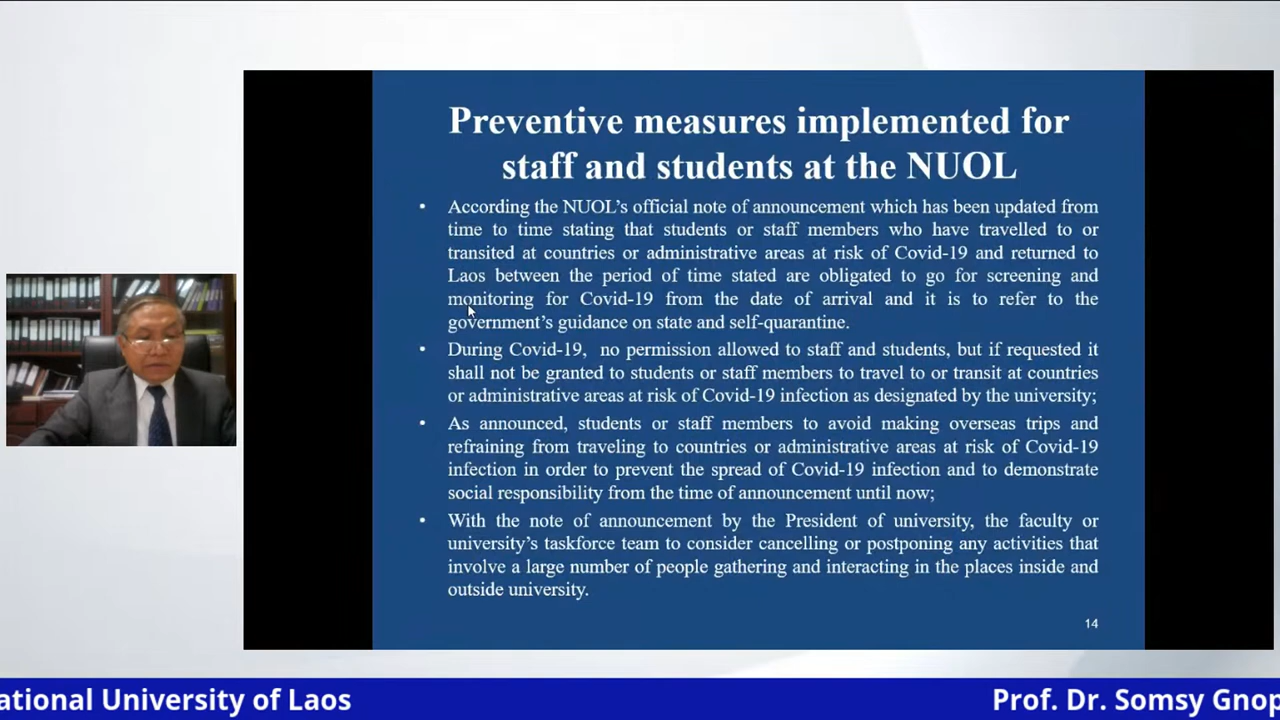 Preventive measures implemented for
staff and students at the NUOL
• According the NUOL's official note of announcement which has been updated from
time to time stating that students or staff members who have travelled to or
transited at countries or administrative areas at risk of Covid-19 and returned to
Laos between the period of time stated are obligated to go for screening and
monitoring for Covid-19 from the date of arrival and it is to refer to the
government's guidance on state and self-quarantine.
• During Covid-19, no permission allowed to staff and students, but if requested it
shall not be granted to students or staff members to travel to or transit at countries
or administrative areas at risk of Covid-19 infection as designated by the university;
• As announced, students or staff members to avoid making overseas trips and
refraining from traveling to countries or administrative areas at risk of Covid-19
infection in order to prevent the spread of Covid-19 infection and to demonstrate
social responsibility from the time of announcement until now;
• With the note of announcement by the President of university, the faculty or
university's taskforce team to consider cancelling or postponing any activities that
involve a large number of people gathering and interacting in the places inside and
outside university.
14
ational University of Laos
Prof. Dr. Somsy Gnop